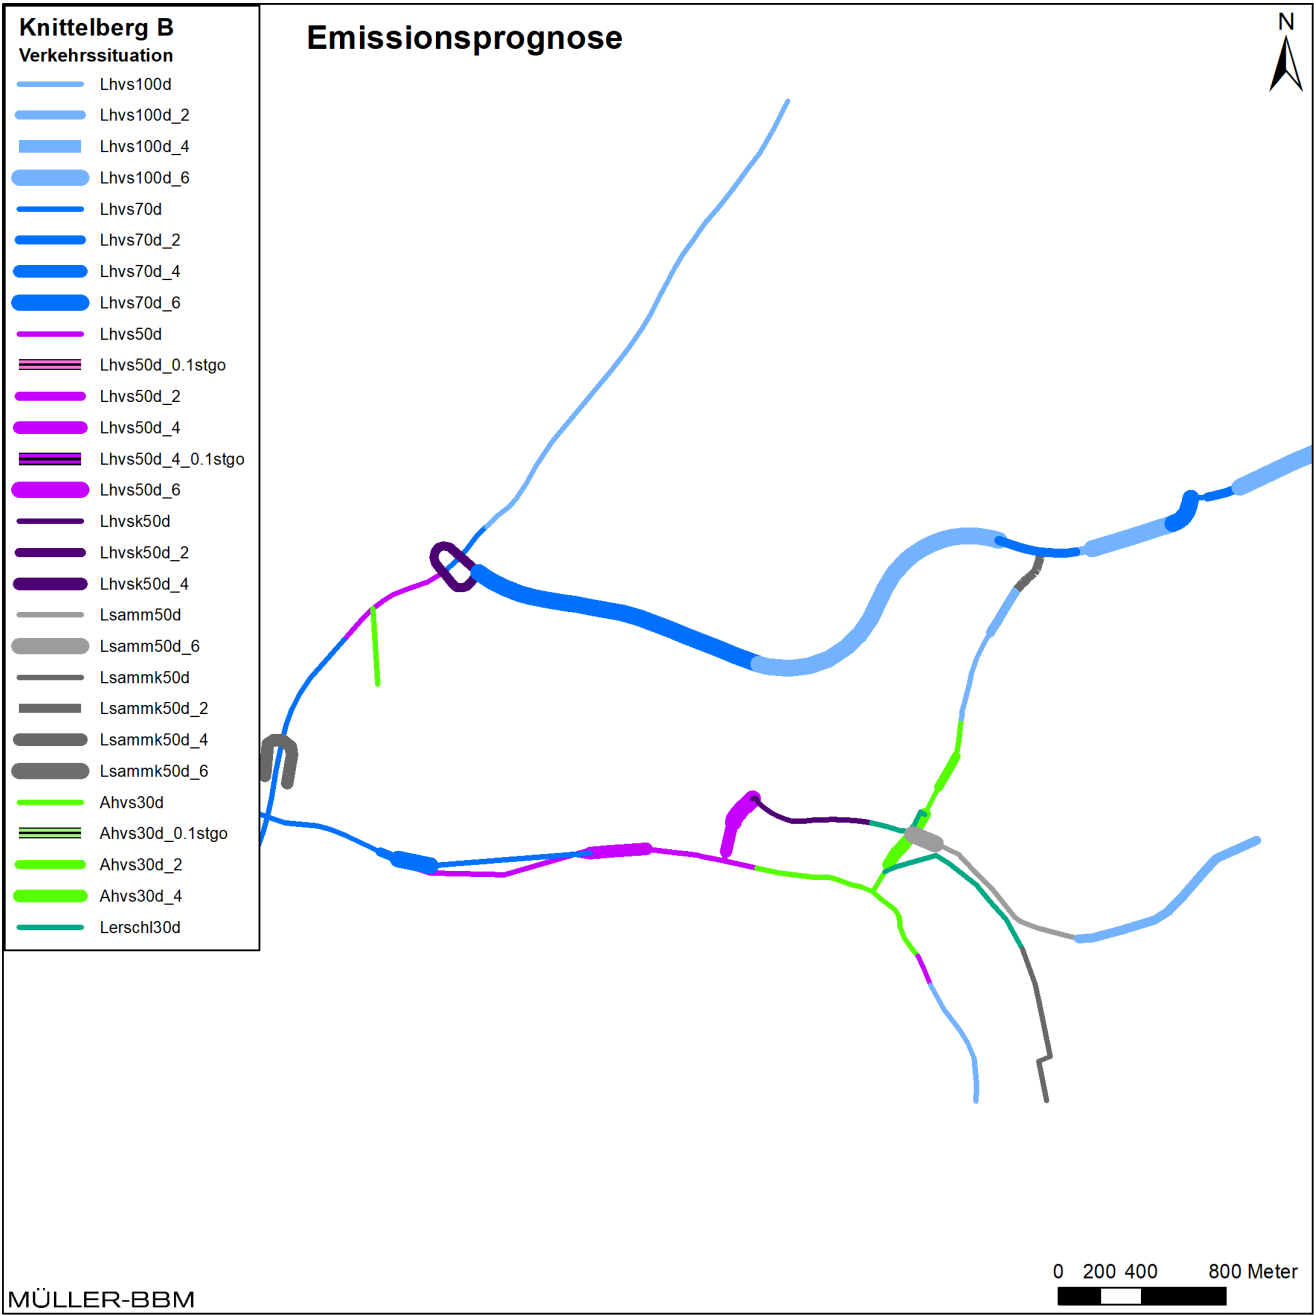 Knittelberg B
Verkehrssituation
Lhvs100d
Lhvs100d_2
Lhvs100d_4
Lhvs100d_6
Lhvs70d
Lhvs70d_2
Lhvs70d_4
Lhvs70d_6
Lhvs50d
Lhvs50d_0.1stgo
Lhvs50d_2
Lhvs50d_4
Lhvs50d_4_0.1stgo
Lhvs50d_6
Lhvsk50d
Lhvsk50d_2
Lhvsk50d_4
Lsamm50d
Lsamm50d_6
Lsammk50d
Lsammk50d_2
Lsammk50d_4
Lsammk50d_6
Ahvs30d
Ahvs30d_0.1stgo
Ahvs30d_2
Ahvs30d_4
Lerschl30d
Emissionsprognose
N
0 200 400 800 Meter
MÜLLER-BBM